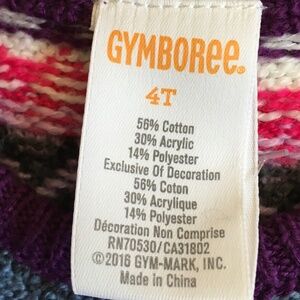 GYMBOREE.
4T
56% Cotton
30% Acrylic
14% Polyester
Exclusive Of Decoration
56% Coton
30% Acrylique
14% Polyester
Décoration Non Comprise
RN70530/CA31802
©2016 GYM-MARK, INC.
Made in China